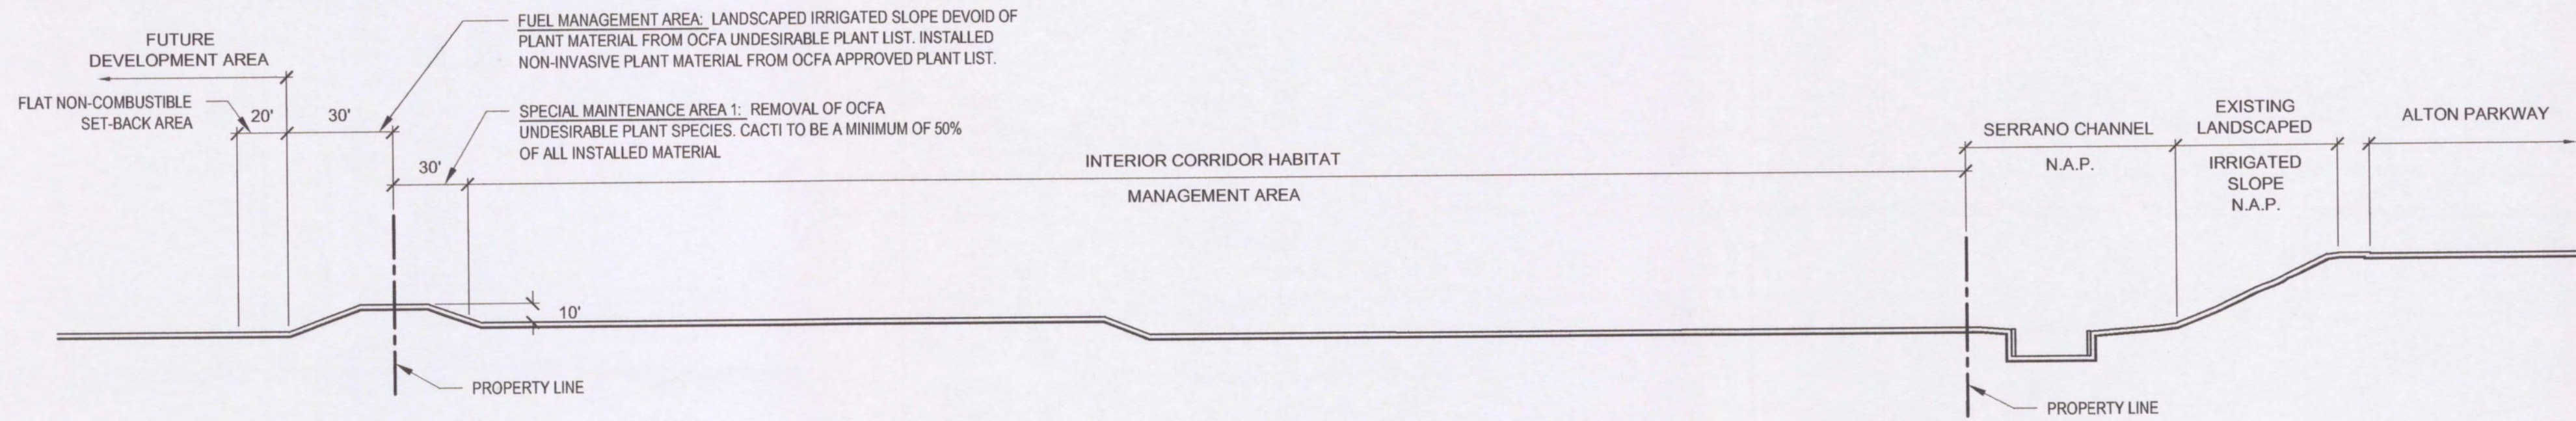 FUEL MANAGEMENT AREA: LANDSCAPED IRRIGATED SLOPE DEVOID OF
PLANT MATERIAL FROM OCFA UNDESIRABLE PLANT LIST. INSTALLED
NON-INVASIVE PLANT MATERIAL FROM OCFA APPROVED PLANT LIST.
FUTURE
DEVELOPMENT AREA
FLAT NON-COMBUSTIBLE
SET-BACK AREA
20'
30'
SPECIAL MAINTENANCE AREA 1: REMOVAL OF OCFA
UNDESIRABLE PLANT SPECIES. CACTI TO BE A MINIMUM OF 50%
OF ALL INSTALLED MATERIAL
30'
INTERIOR CORRIDOR HABITAT
MANAGEMENT AREA
SERRANO CHANNEL
N.A.P.
EXISTING
LANDSCAPED
IRRIGATED
SLOPE
N.A.P.
ALTON PARKWAY
10'
PROPERTY LINE
PROPERTY LINE